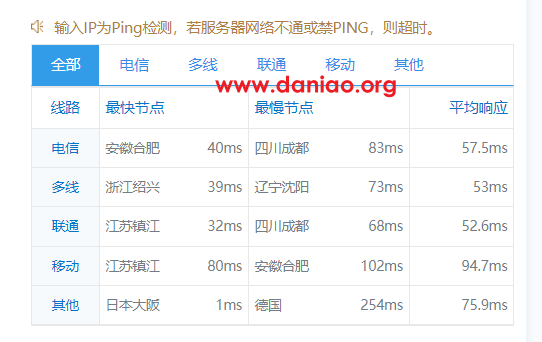 输入IP为Ping检测，若服务器网络不通或禁PING，则超时。
全部 电信 多线 联通 移动 其他
www.daniao.org
线路 最快节点 最慢节点 平均响应
电信 安徽合肥 40ms 四川成都 83ms 57.5ms
多线 浙江绍兴 39ms 辽宁沈阳 73ms 53ms
联通 江苏镇江 32ms 四川成都 68ms 52.6ms
移动 江苏镇江 80ms 安徽合肥 102ms 94.7ms
其他 日本大阪 1ms 德国 254ms 75.9ms